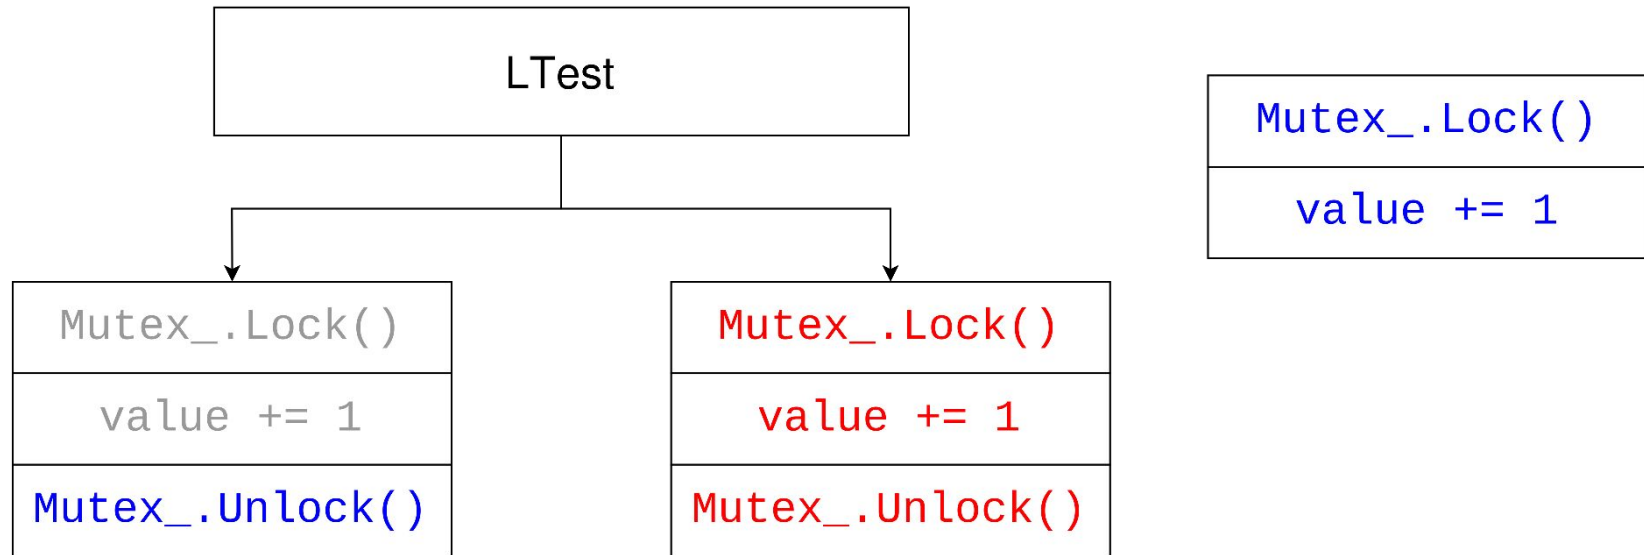 LTest
Mutex_.Lock()
value += 1
Mutex_.Unlock()
Mutex_.Lock()
value += 1
Mutex_.Unlock()
Mutex_.Lock()
value += 1